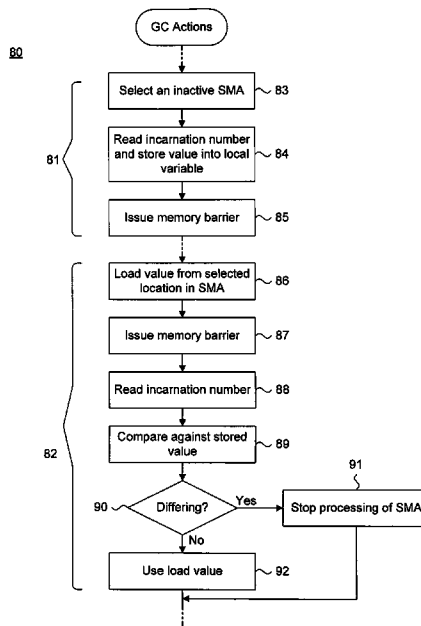 GC Actions
80
Select an inactive SMA
83
Read incarnation number
and store value into local
variable
84
81
Issue memory barrier
85
Load value from selected
location in SMA
86
Issue memory barrier
87
Read incarnation number
88
Compare against stored
value
89
82
91
90
Differing?
Yes
Stop processing of SMA
No
Use load value
92